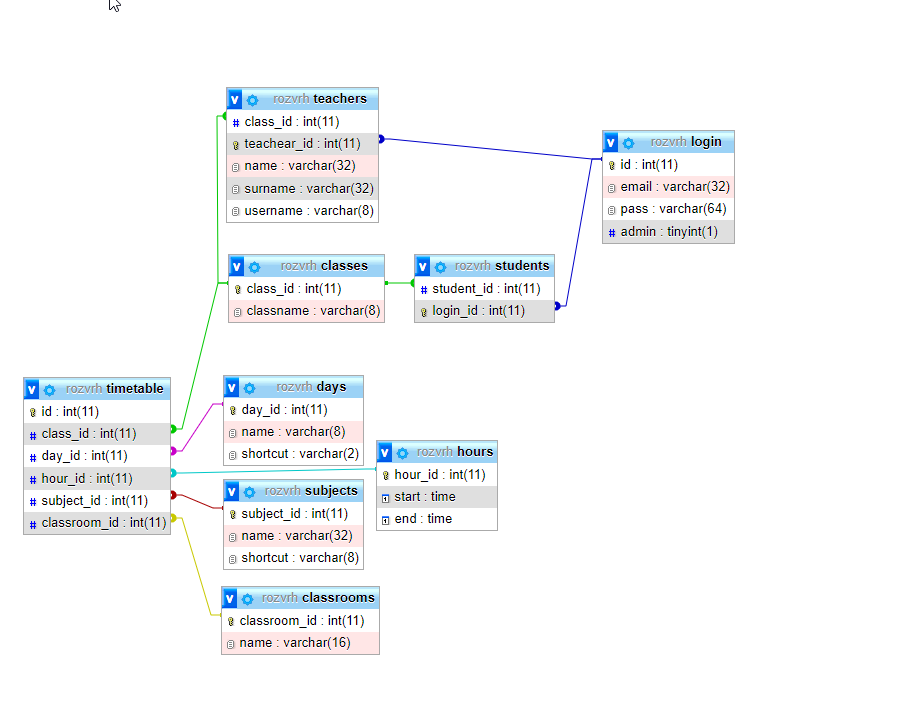 v rozvrh teachers
class_id : int(11)
teachear_id : int(11)
name : varchar(32)
surname : varchar(32)
username : varchar(8)
v rozvrh login
id : int(11)
email : varchar(32)
pass : varchar(64)
admin : tinyint(1)
v rozvrh classes
class_id : int(11)
classname : varchar(8)
v rozvrh students
student_id : int(11)
login_id : int(11)
v rozvrh timetable
id : int(11)
class_id : int(11)
day_id : int(11)
hour_id : int(11)
subject_id : int(11)
classroom_id : int(11)
v rozvrh days
day_id : int(11)
name : varchar(8)
shortcut : varchar(2)
v rozvrh hours
hour_id : int(11)
start : time
end : time
v rozvrh subjects
subject_id : int(11)
name : varchar(32)
shortcut : varchar(8)
v rozvrh classrooms
classroom_id : int(11)
name : varchar(16)